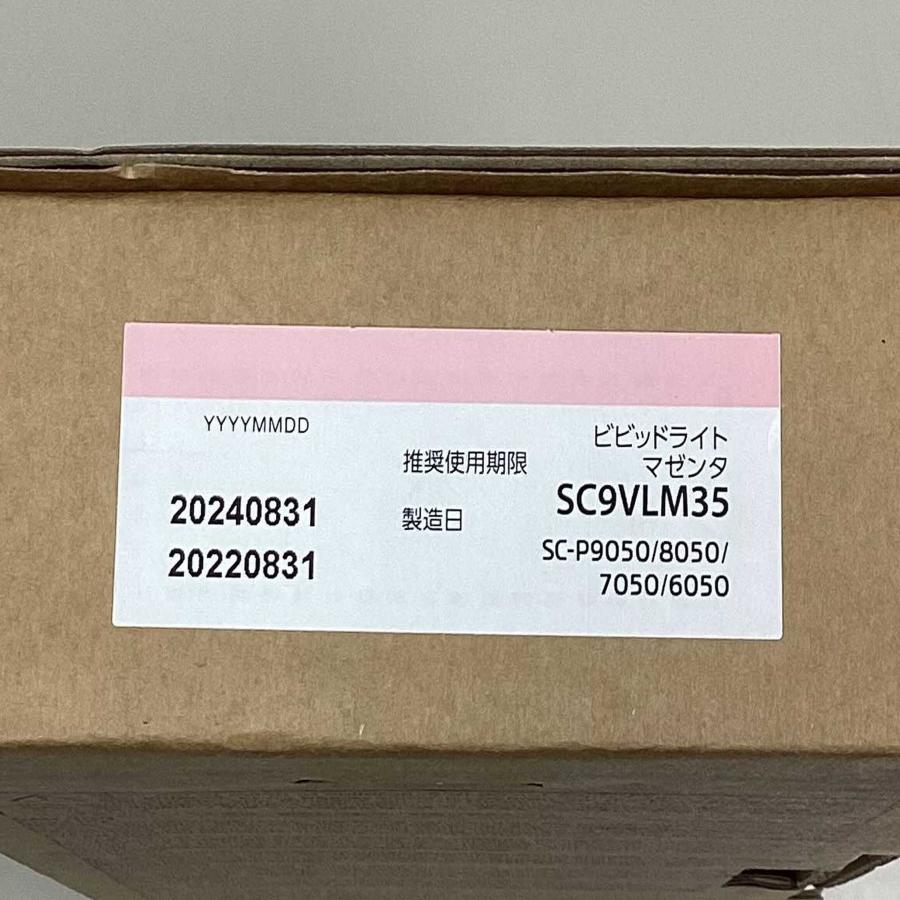 YYYYMMDD
推奨使用期限
20240831
製造日
20220831
ビビッドライト
マゼンタ
SC9VLM35
SC-P9050/8050/
7050/6050